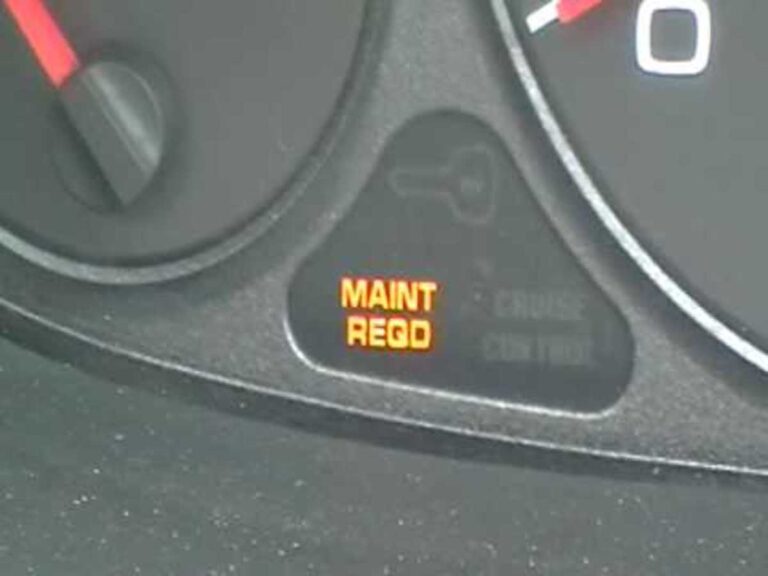 0
MAINT
REQD
CRUISE
CONTROL